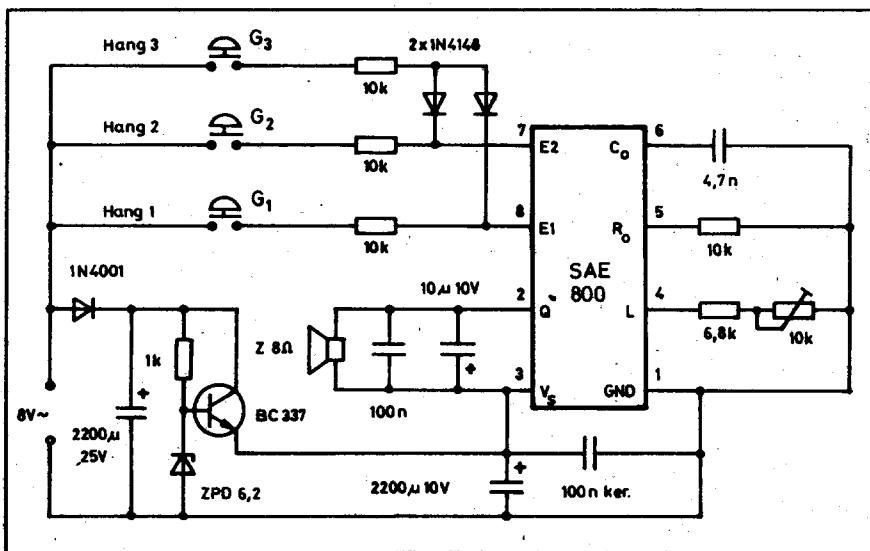 Hang 3 G3 2x1N4148
10k
Hang 2 G2 7 E2 C0 6
10k 4,7n
Hang 1 G1 8 E1 R0 5
10k 10k
1N4001 SAE
800
10µ 10V 2 Q L 4
Z 8Ω 6,8k 10k
1k
3 VS GND 1
8V~ BC 337 100n
2200µ
25V
ZPD 6,2 2200µ 10V 100n ker.